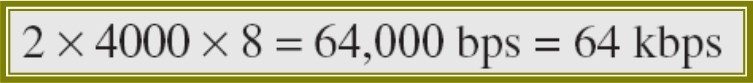 2 × 4000 × 8 = 64,000 bps = 64 kbps